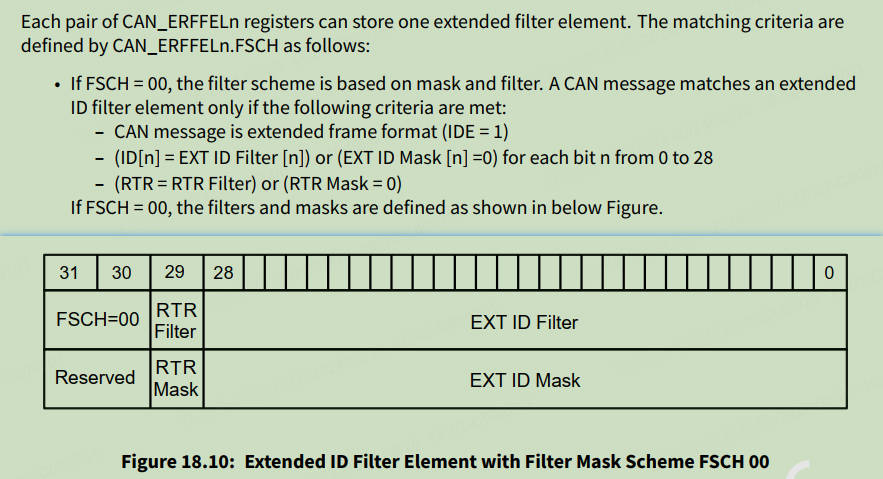 Each pair of CAN_ERFFELn registers can store one extended filter element. The matching criteria are
defined by CAN_ERFFELn.FSCH as follows:
• If FSCH = 00, the filter scheme is based on mask and filter. A CAN message matches an extended
ID filter element only if the following criteria are met:
– CAN message is extended frame format (IDE = 1)
– (ID[n] = EXT ID Filter [n]) or (EXT ID Mask [n] =0) for each bit n from 0 to 28
– (RTR = RTR Filter) or (RTR Mask = 0)
If FSCH = 00, the filters and masks are defined as shown in below Figure.
31 30 29 28 0
FSCH=00 RTR Filter EXT ID Filter
Reserved RTR Mask EXT ID Mask
Figure 18.10: Extended ID Filter Element with Filter Mask Scheme FSCH 00